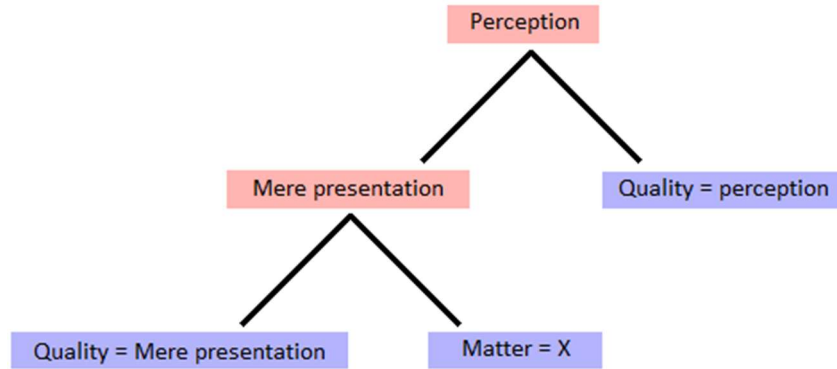 Perception
Mere presentation
Quality = perception
Quality = Mere presentation
Matter = X